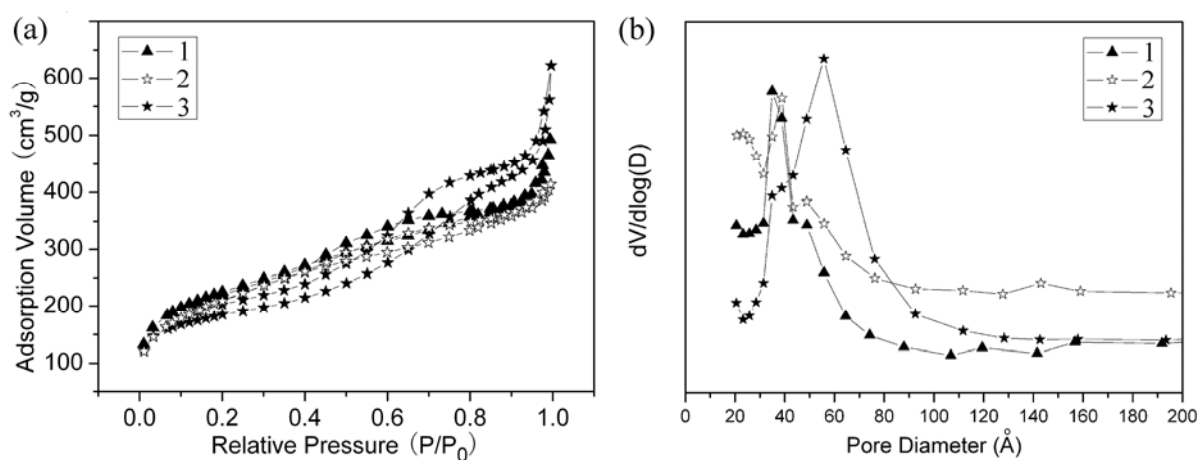 (a)
1
2
3
600
500
400
300
200
100
Adsorption Volume (cm³/g)
0.0 0.2 0.4 0.6 0.8 1.0
Relative Pressure (P/P₀)
(b)
1
2
3
dV/dlog(D)
0 20 40 60 80 100 120 140 160 180 200
Pore Diameter (Å)